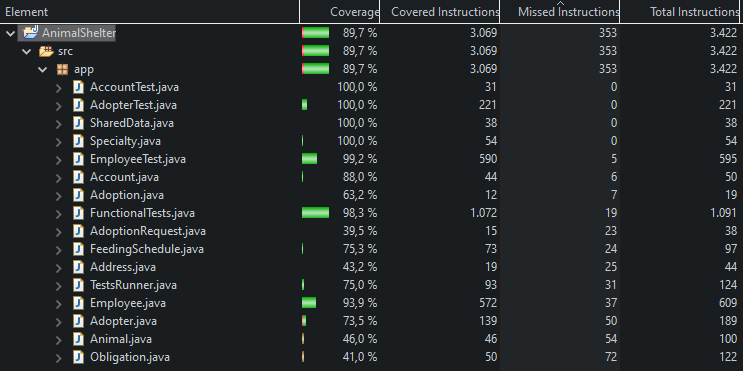 Element Coverage Covered Instructions Missed Instructions Total Instructions
AnimalShelter 89,7 % 3.069 353 3.422
src 89,7 % 3.069 353 3.422
app 89,7 % 3.069 353 3.422
AccountTest.java 100,0 % 31 0 31
AdopterTest.java 100,0 % 221 0 221
SharedData.java 100,0 % 38 0 38
Specialty.java 100,0 % 54 0 54
EmployeeTest.java 99,2 % 590 5 595
Account.java 88,0 % 44 6 50
Adoption.java 63,2 % 12 7 19
FunctionalTests.java 98,3 % 1.072 19 1.091
AdoptionRequest.java 39,5 % 15 23 38
FeedingSchedule.java 75,3 % 73 24 97
Address.java 43,2 % 19 25 44
TestsRunner.java 75,0 % 93 31 124
Employee.java 93,9 % 572 37 609
Adopter.java 73,5 % 139 50 189
Animal.java 46,0 % 46 54 100
Obligation.java 41,0 % 50 72 122